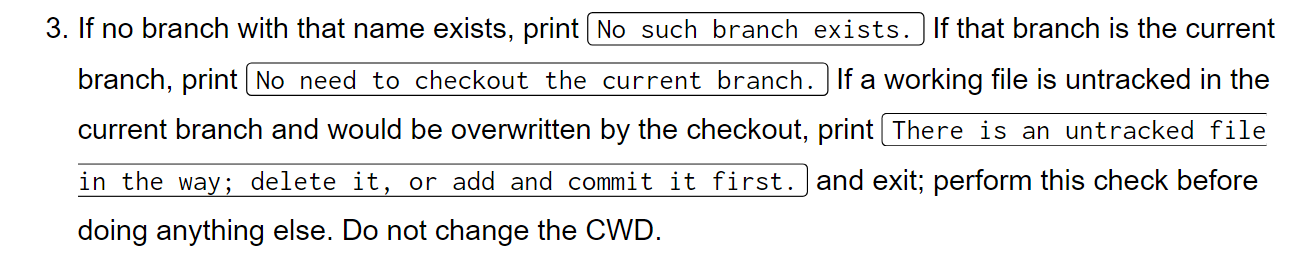 3. If no branch with that name exists, print No such branch exists. If that branch is the current
branch, print No need to checkout the current branch. If a working file is untracked in the
current branch and would be overwritten by the checkout, print There is an untracked file
in the way; delete it, or add and commit it first. and exit; perform this check before
doing anything else. Do not change the CWD.